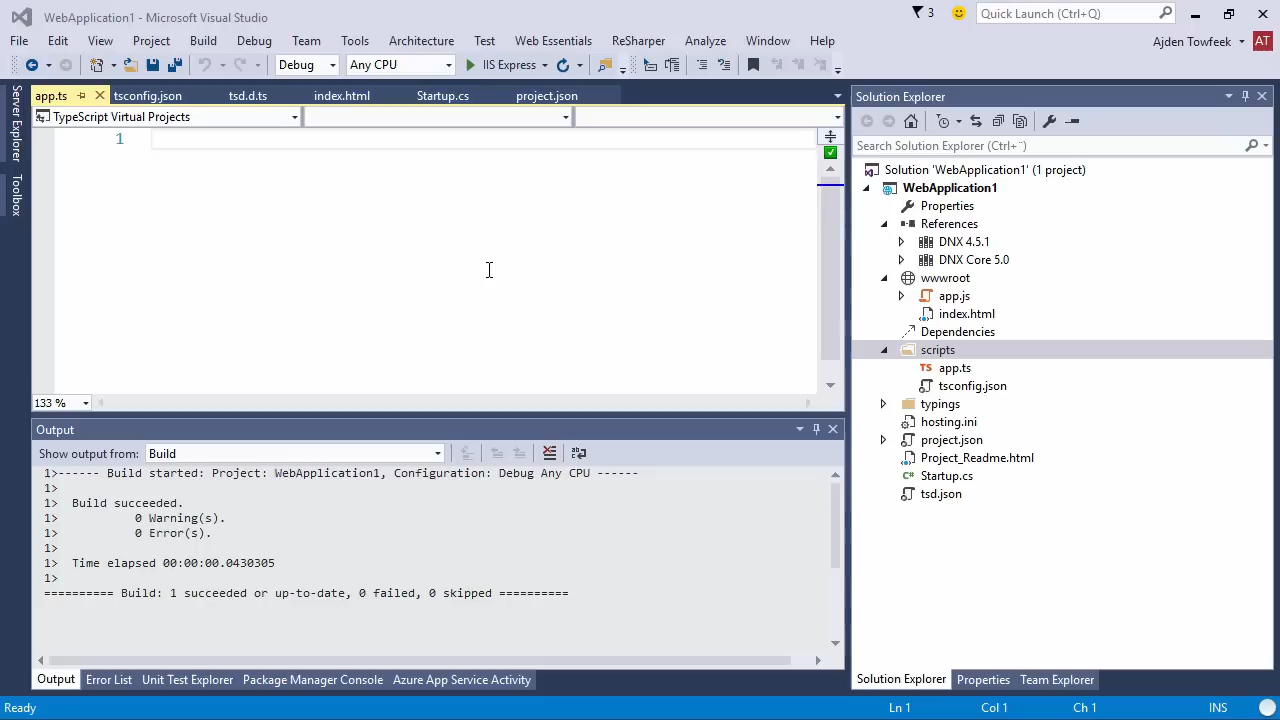 WebApplication1 - Microsoft Visual Studio
3
Quick Launch (Ctrl+Q)
File Edit View Project Build Debug Team Tools Architecture Test Web Essentials ReSharper Analyze Window Help
Ajden Towfeek AT
Debug Any CPU IIS Express
Server Explorer
Toolbox
app.ts tsconfig.json tsd.d.ts index.html Startup.cs project.json
TypeScript Virtual Projects
1
133 %
Output
Show output from: Build
1>------ Build started: Project: WebApplication1, Configuration: Debug Any CPU ------
1>
1> Build succeeded.
1> 0 Warning(s).
1> 0 Error(s).
1>
1> Time elapsed 00:00:00.0430305
1>
========== Build: 1 succeeded or up-to-date, 0 failed, 0 skipped ==========
Output Error List Unit Test Explorer Package Manager Console Azure App Service Activity
Solution Explorer
Search Solution Explorer (Ctrl+¨)
Solution 'WebApplication1' (1 project)
WebApplication1
Properties
References
DNX 4.5.1
DNX Core 5.0
wwwroot
app.js
index.html
Dependencies
scripts
TS app.ts
tsconfig.json
typings
hosting.ini
project.json
Project_Readme.html
C# Startup.cs
tsd.json
Solution Explorer Properties Team Explorer
Ready Ln 1 Col 1 Ch 1 INS